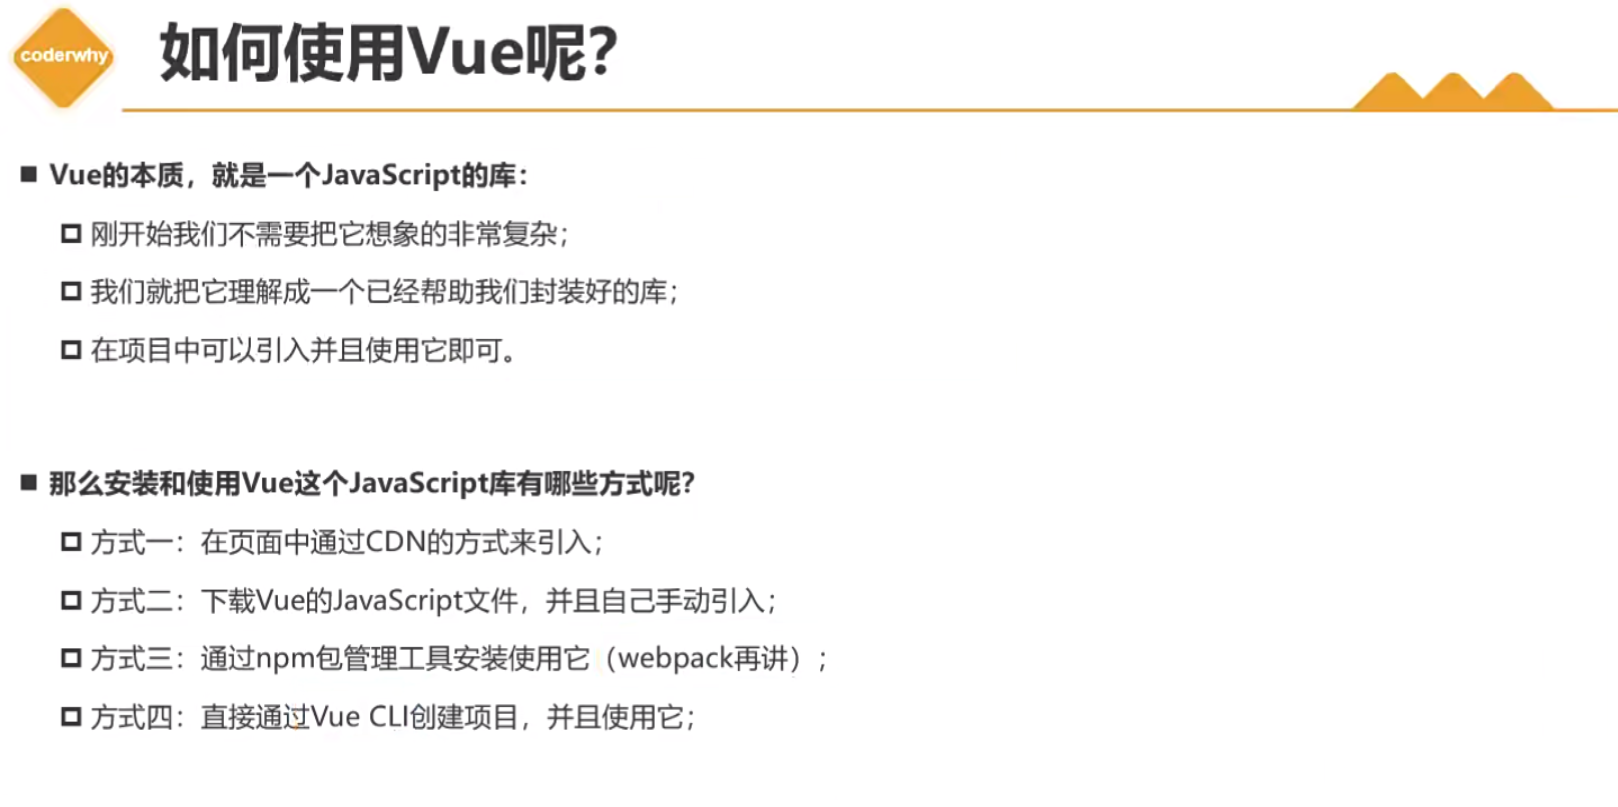 coderwhy
如何使用Vue呢？
Vue的本质，就是一个JavaScript的库：
刚开始我们不需要把它想象的非常复杂；
我们就把它理解成一个已经帮助我们封装好的库；
在项目中可以引入并且使用它即可。
那么安装和使用Vue这个JavaScript库有哪些方式呢？
方式一：在页面中通过CDN的方式来引入；
方式二：下载Vue的JavaScript文件，并且自己手动引入；
方式三：通过npm包管理工具安装使用它（webpack再讲）；
方式四：直接通过Vue CLI创建项目，并且使用它；